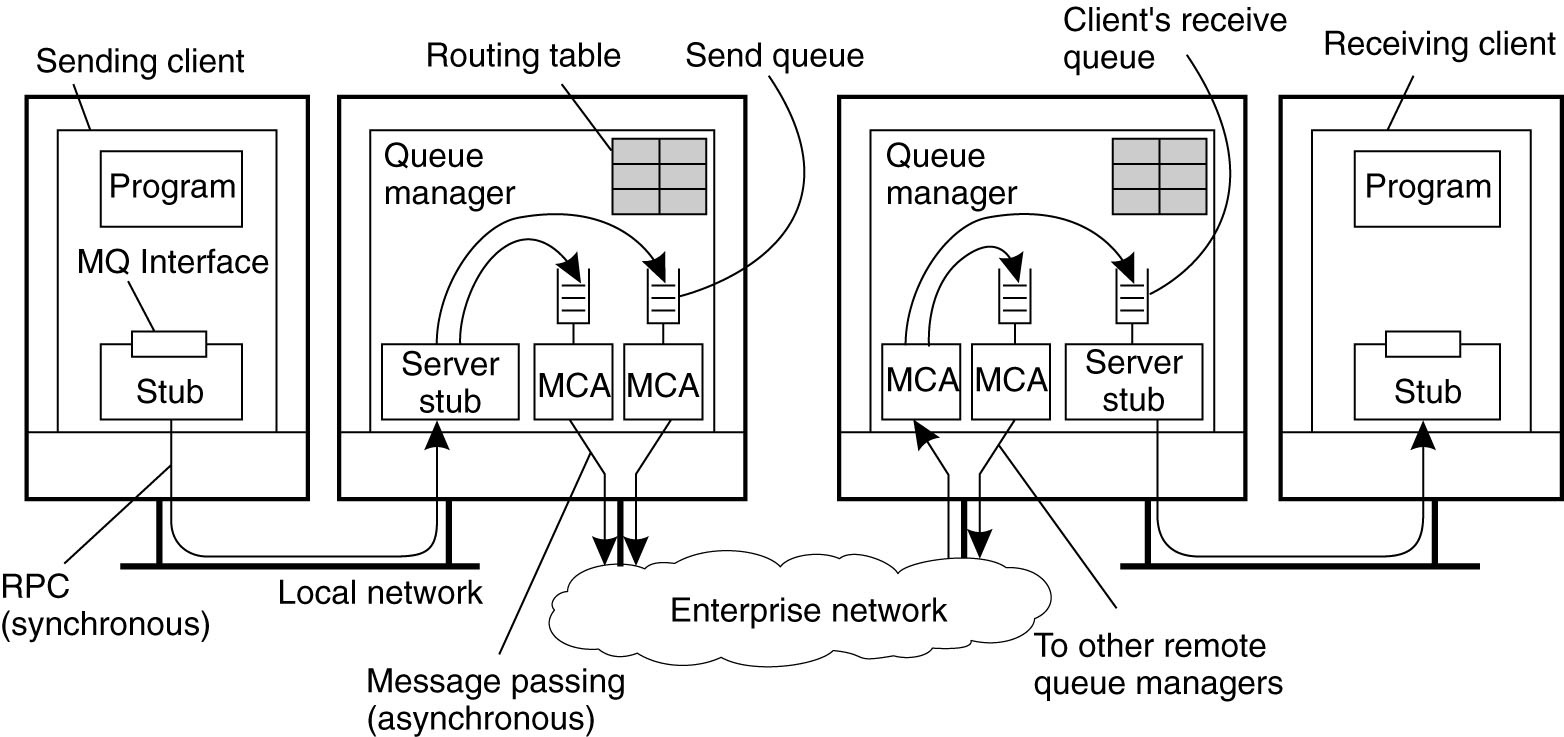 Sending client
Routing table
Send queue
Client's receive
queue
Receiving client
Program
MQ Interface
Stub
Queue
manager
Server
stub
MCA
MCA
Queue
manager
MCA
MCA
Server
stub
Program
Stub
RPC
(synchronous)
Local network
Message passing
(asynchronous)
Enterprise network
To other remote
queue managers